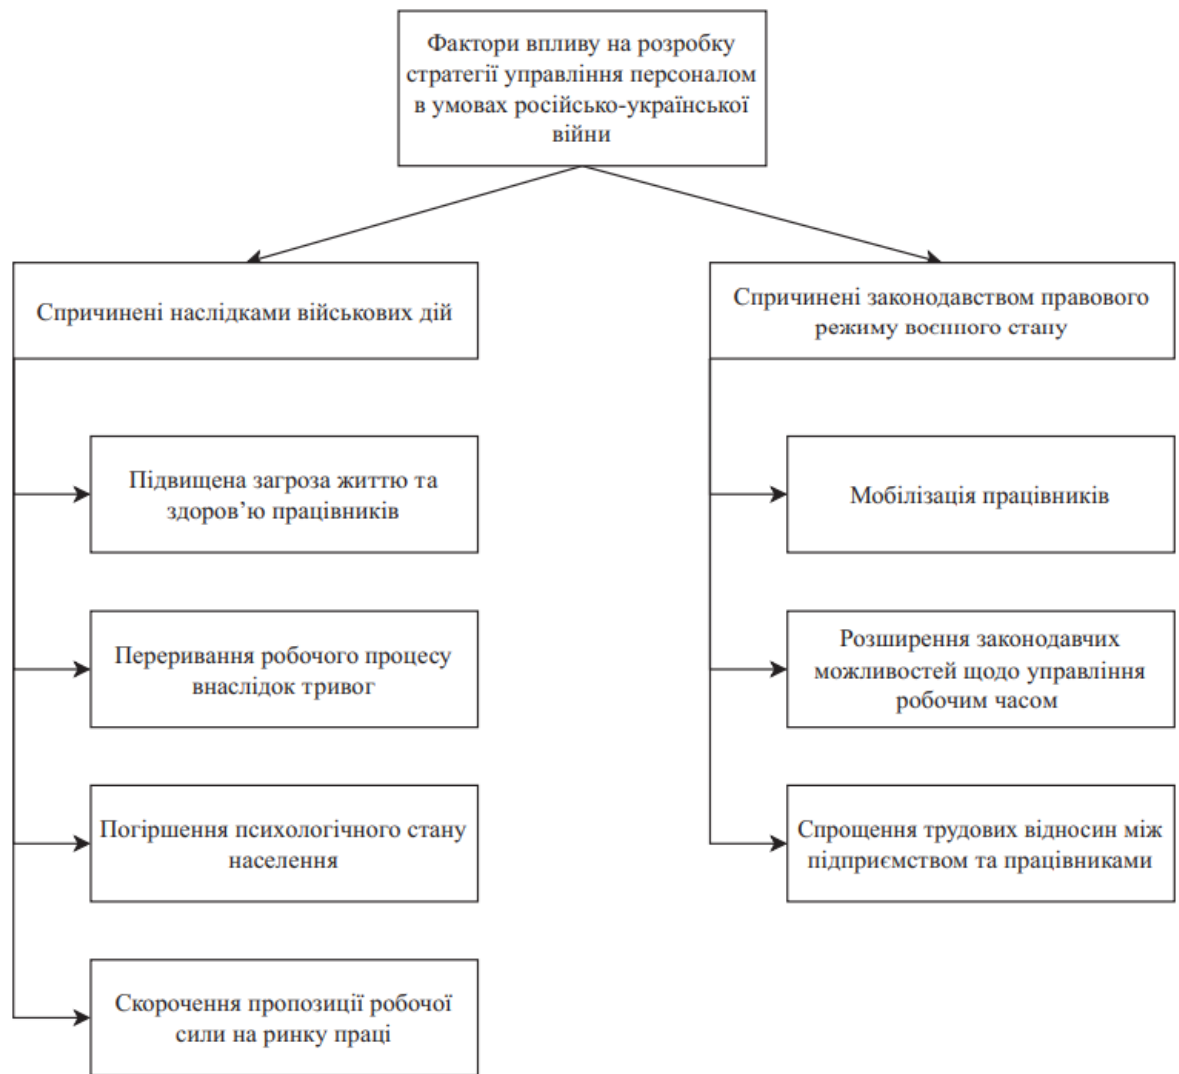 Фактори впливу на розробку
стратегії управління персоналом
в умовах російсько-української
війни
Спричинені наслідками військових дій
Підвищена загроза життю та
здоров’ю працівників
Переривання робочого процесу
внаслідок тривог
Погіршення психологічного стану
населення
Скорочення пропозиції робочої
сили на ринку праці
Спричинені законодавством правового
режиму воєнного стану
Мобілізація працівників
Розширення законодавчих
можливостей щодо управління
робочим часом
Спрощення трудових відносин між
підприємством та працівниками